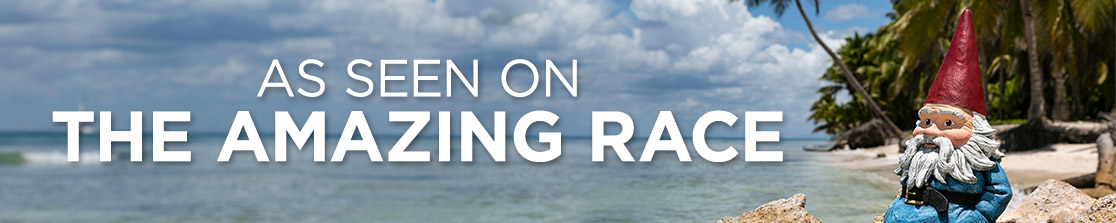 AS SEEN ON
THE AMAZING RACE